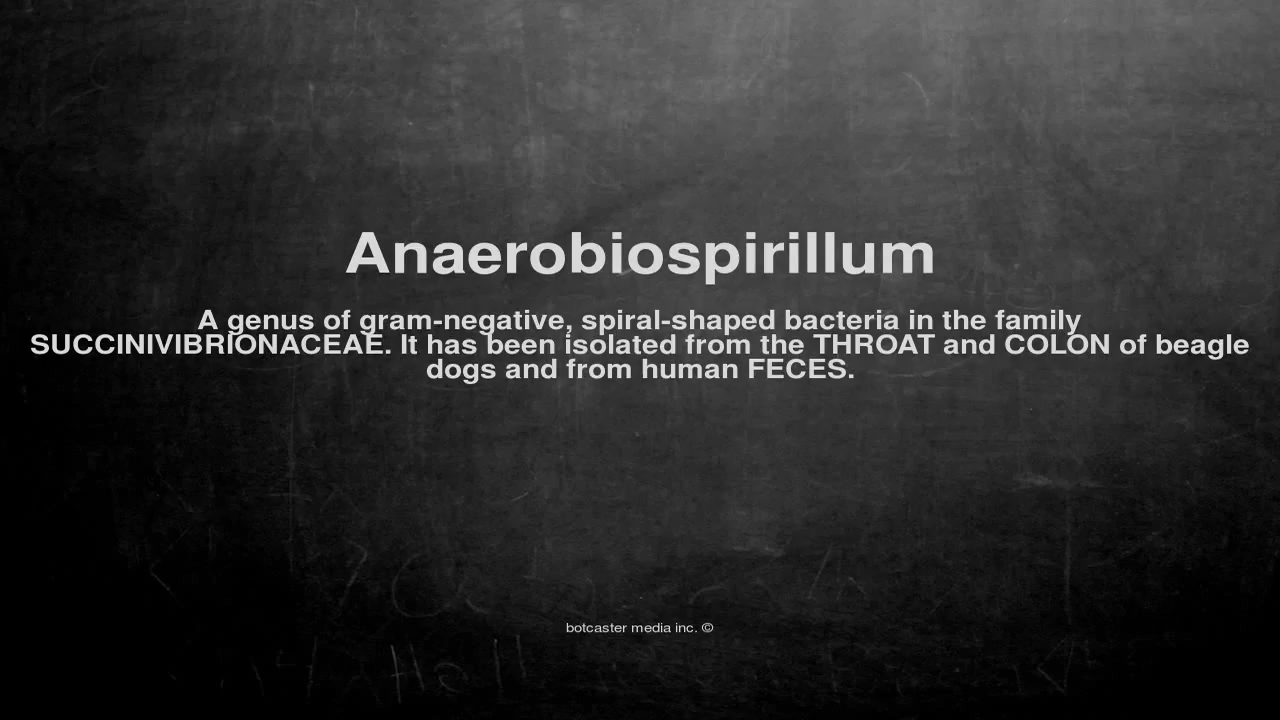 Anaerobiospirillum
A genus of gram-negative, spiral-shaped bacteria in the family
SUCCINIVIBRIONACEAE. It has been isolated from the THROAT and COLON of beagle
dogs and from human FECES.
botcaster media inc. ©